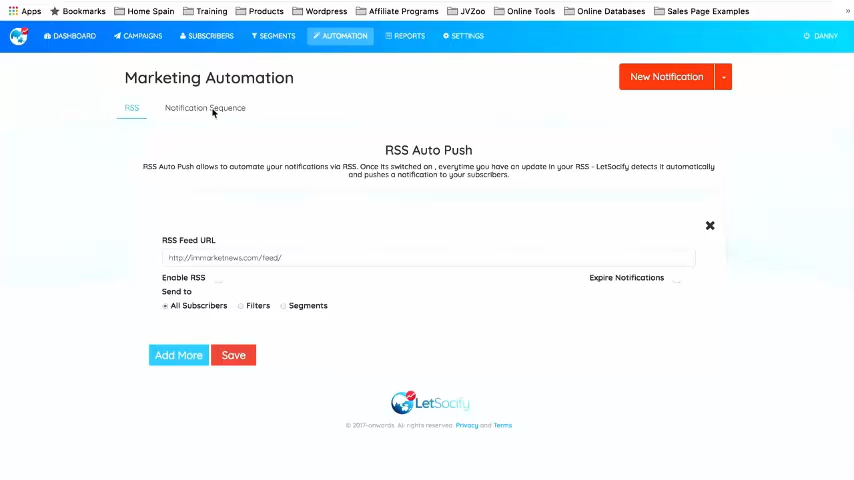 Apps Bookmarks Home Spain Training Products Wordpress Affiliate Programs JVZoo Online Tools Online Databases Sales Page Examples »
DASHBOARD CAMPAIGNS SUBSCRIBERS SEGMENTS AUTOMATION REPORTS SETTINGS DANNY
Marketing Automation
New Notification
RSS Notification Sequence
RSS Auto Push
RSS Auto Push allows to automate your notifications via RSS. Once its switched on , everytime you have an update in your RSS - LetSocify detects it automatically
and pushes a notification to your subscribers.
RSS Feed URL
http://immarketnews.com/feed/
Enable RSS Expire Notifications
Send to
All Subscribers Filters Segments
Add More Save
LetSocify
© 2017-onwards. All rights reserved. Privacy and Terms